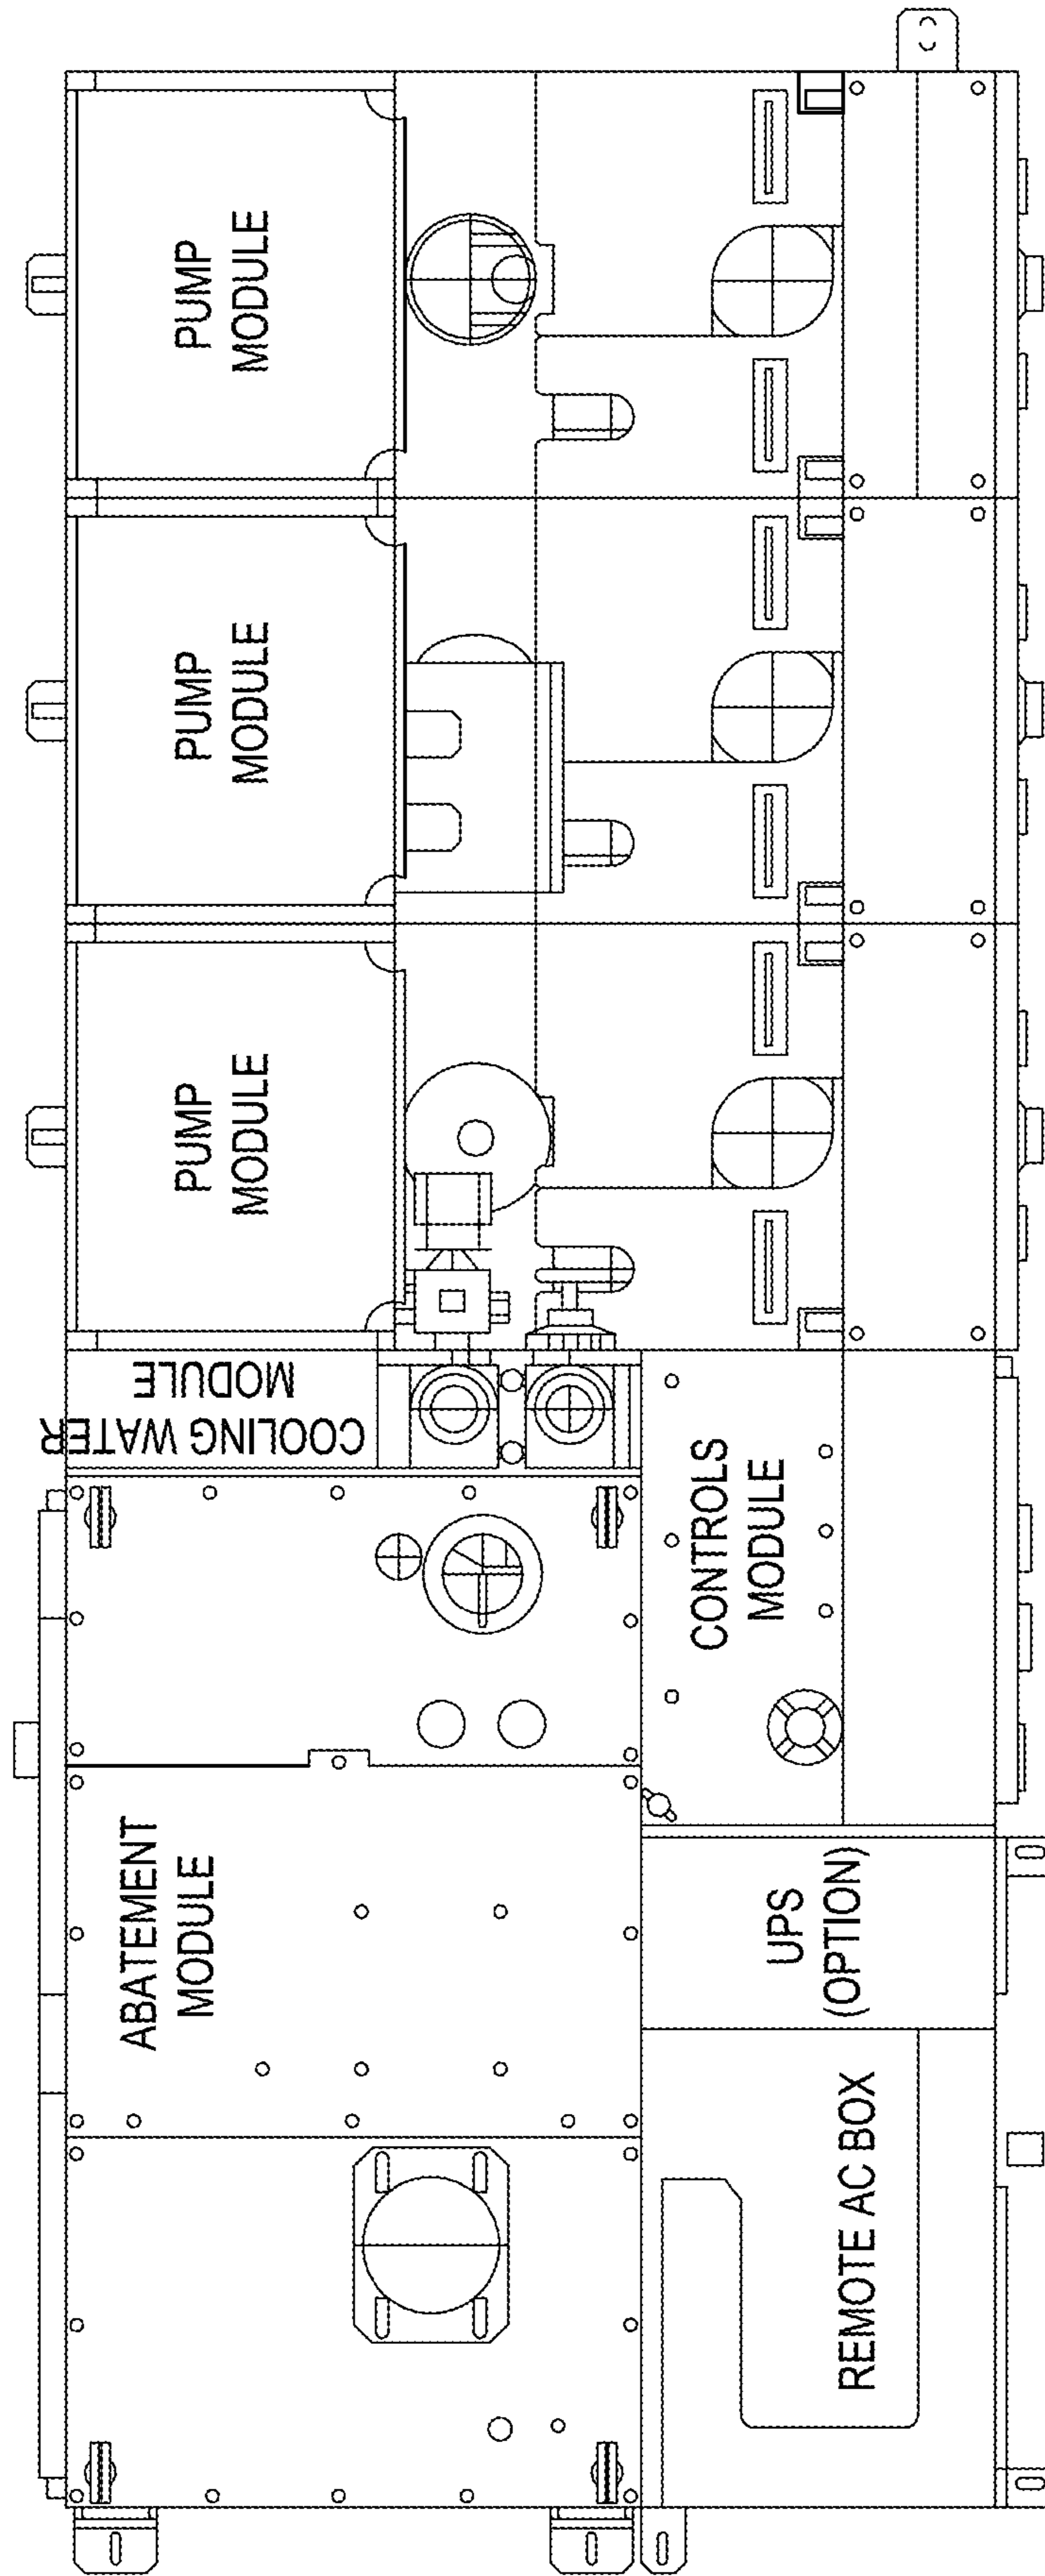 PUMP
MODULE
PUMP
MODULE
PUMP
MODULE
COOLING WATER
MODULE
CONTROLS
MODULE
ABATEMENT
MODULE
UPS
(OPTION)
REMOTE AC BOX